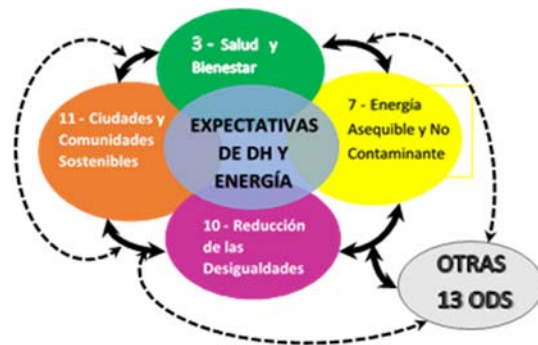 3 - Salud y
Bienestar
11 - Ciudades y
Comunidades
Sostenibles
EXPECTATIVAS
DE DH Y
ENERGÍA
7 - Energía
Asequible y No
Contaminante
10 - Reducción
de las
Desigualdades
OTRAS
13 ODS